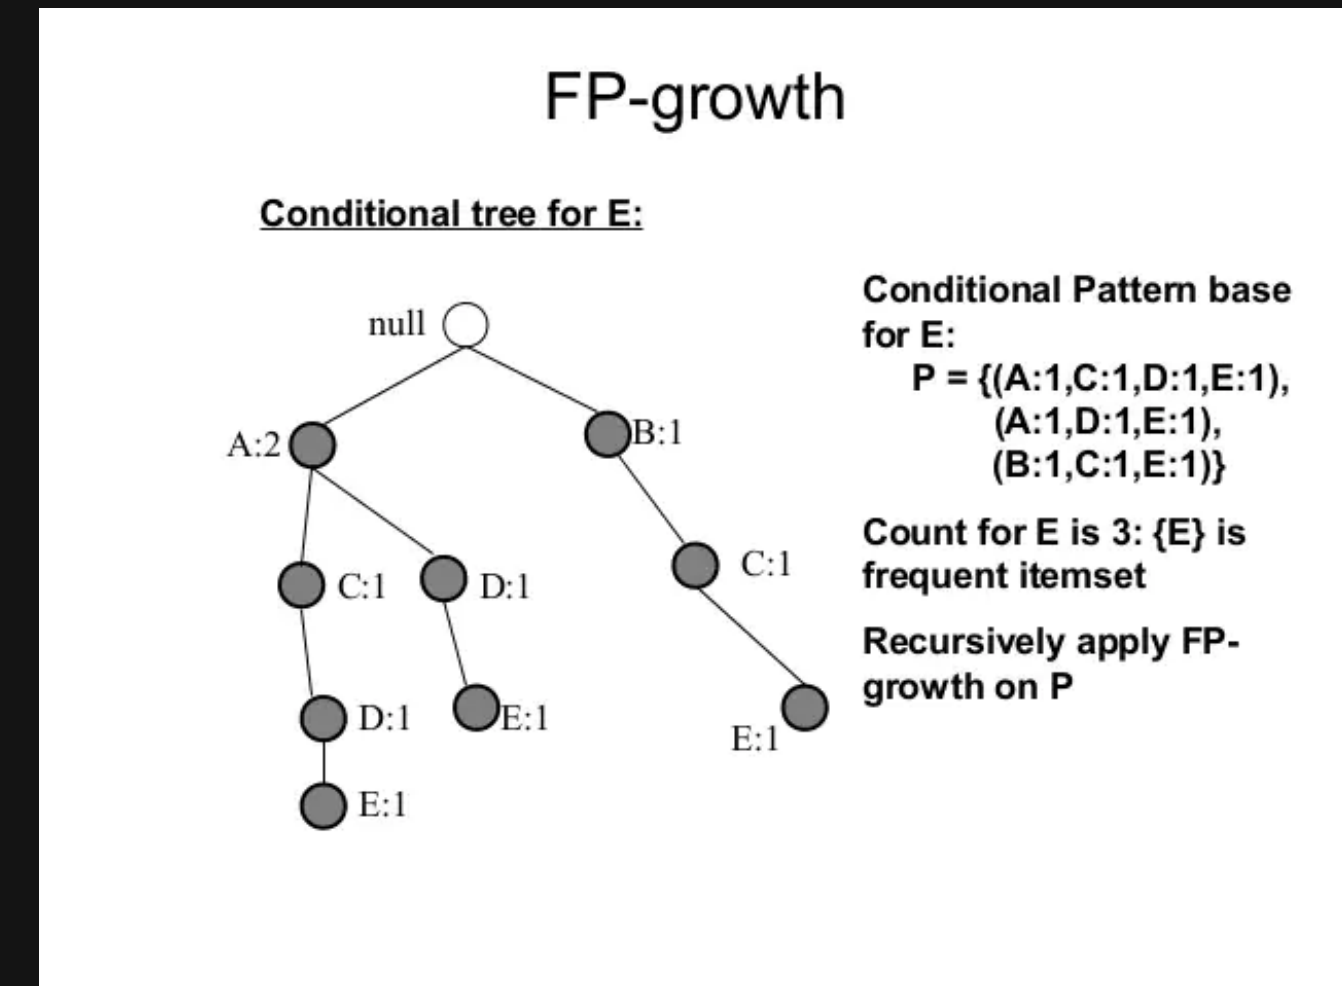 FP-growth
Conditional tree for E:
null
A:2
B:1
C:1
D:1
C:1
D:1
E:1
E:1
E:1
Conditional Pattern base
for E:
P = {(A:1,C:1,D:1,E:1),
(A:1,D:1,E:1),
(B:1,C:1,E:1)}
Count for E is 3: {E} is
frequent itemset
Recursively apply FP-
growth on P